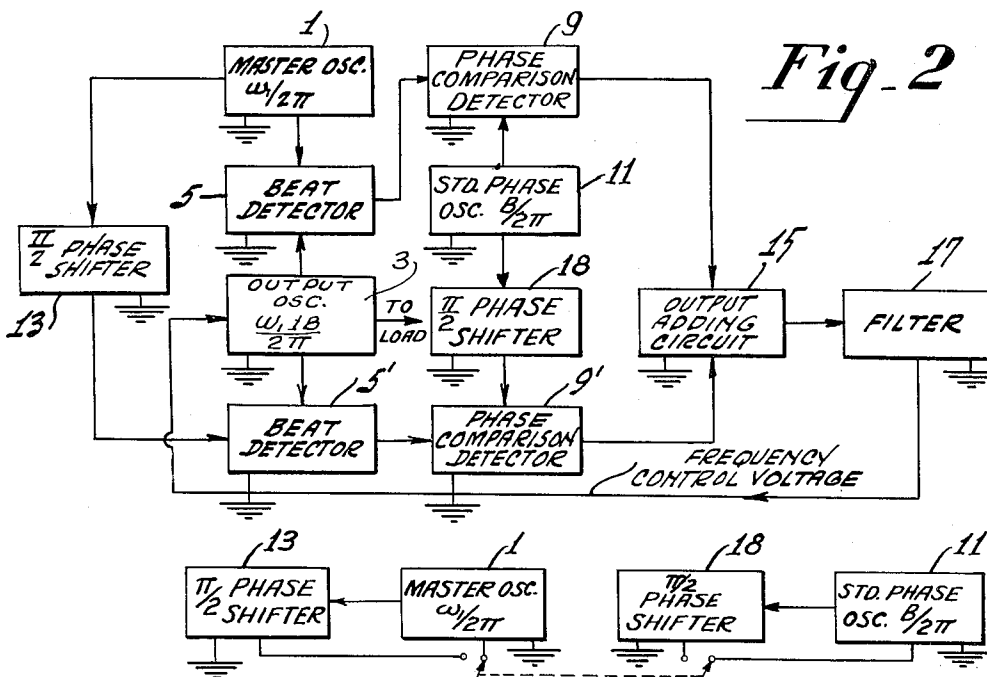 1
MASTER OSC.
ω₁/2π
9
PHASE
COMPARISON
DETECTOR
Fig_2
5
BEAT
DETECTOR
STD. PHASE
OSC. B/2π
11
π/2 PHASE
SHIFTER
13
OUTPUT
OSC.
ω₁ ± B
2π
3
TO
LOAD
18
π/2 PHASE
SHIFTER
15
OUTPUT
ADDING
CIRCUIT
17
FILTER
5'
BEAT
DETECTOR
9'
PHASE
COMPARISON
DETECTOR
FREQUENCY
CONTROL VOLTAGE
13
π/2 PHASE
SHIFTER
1
MASTER OSC.
ω₁/2π
18
π/2
PHASE
SHIFTER
11
STD. PHASE
OSC. B/2π